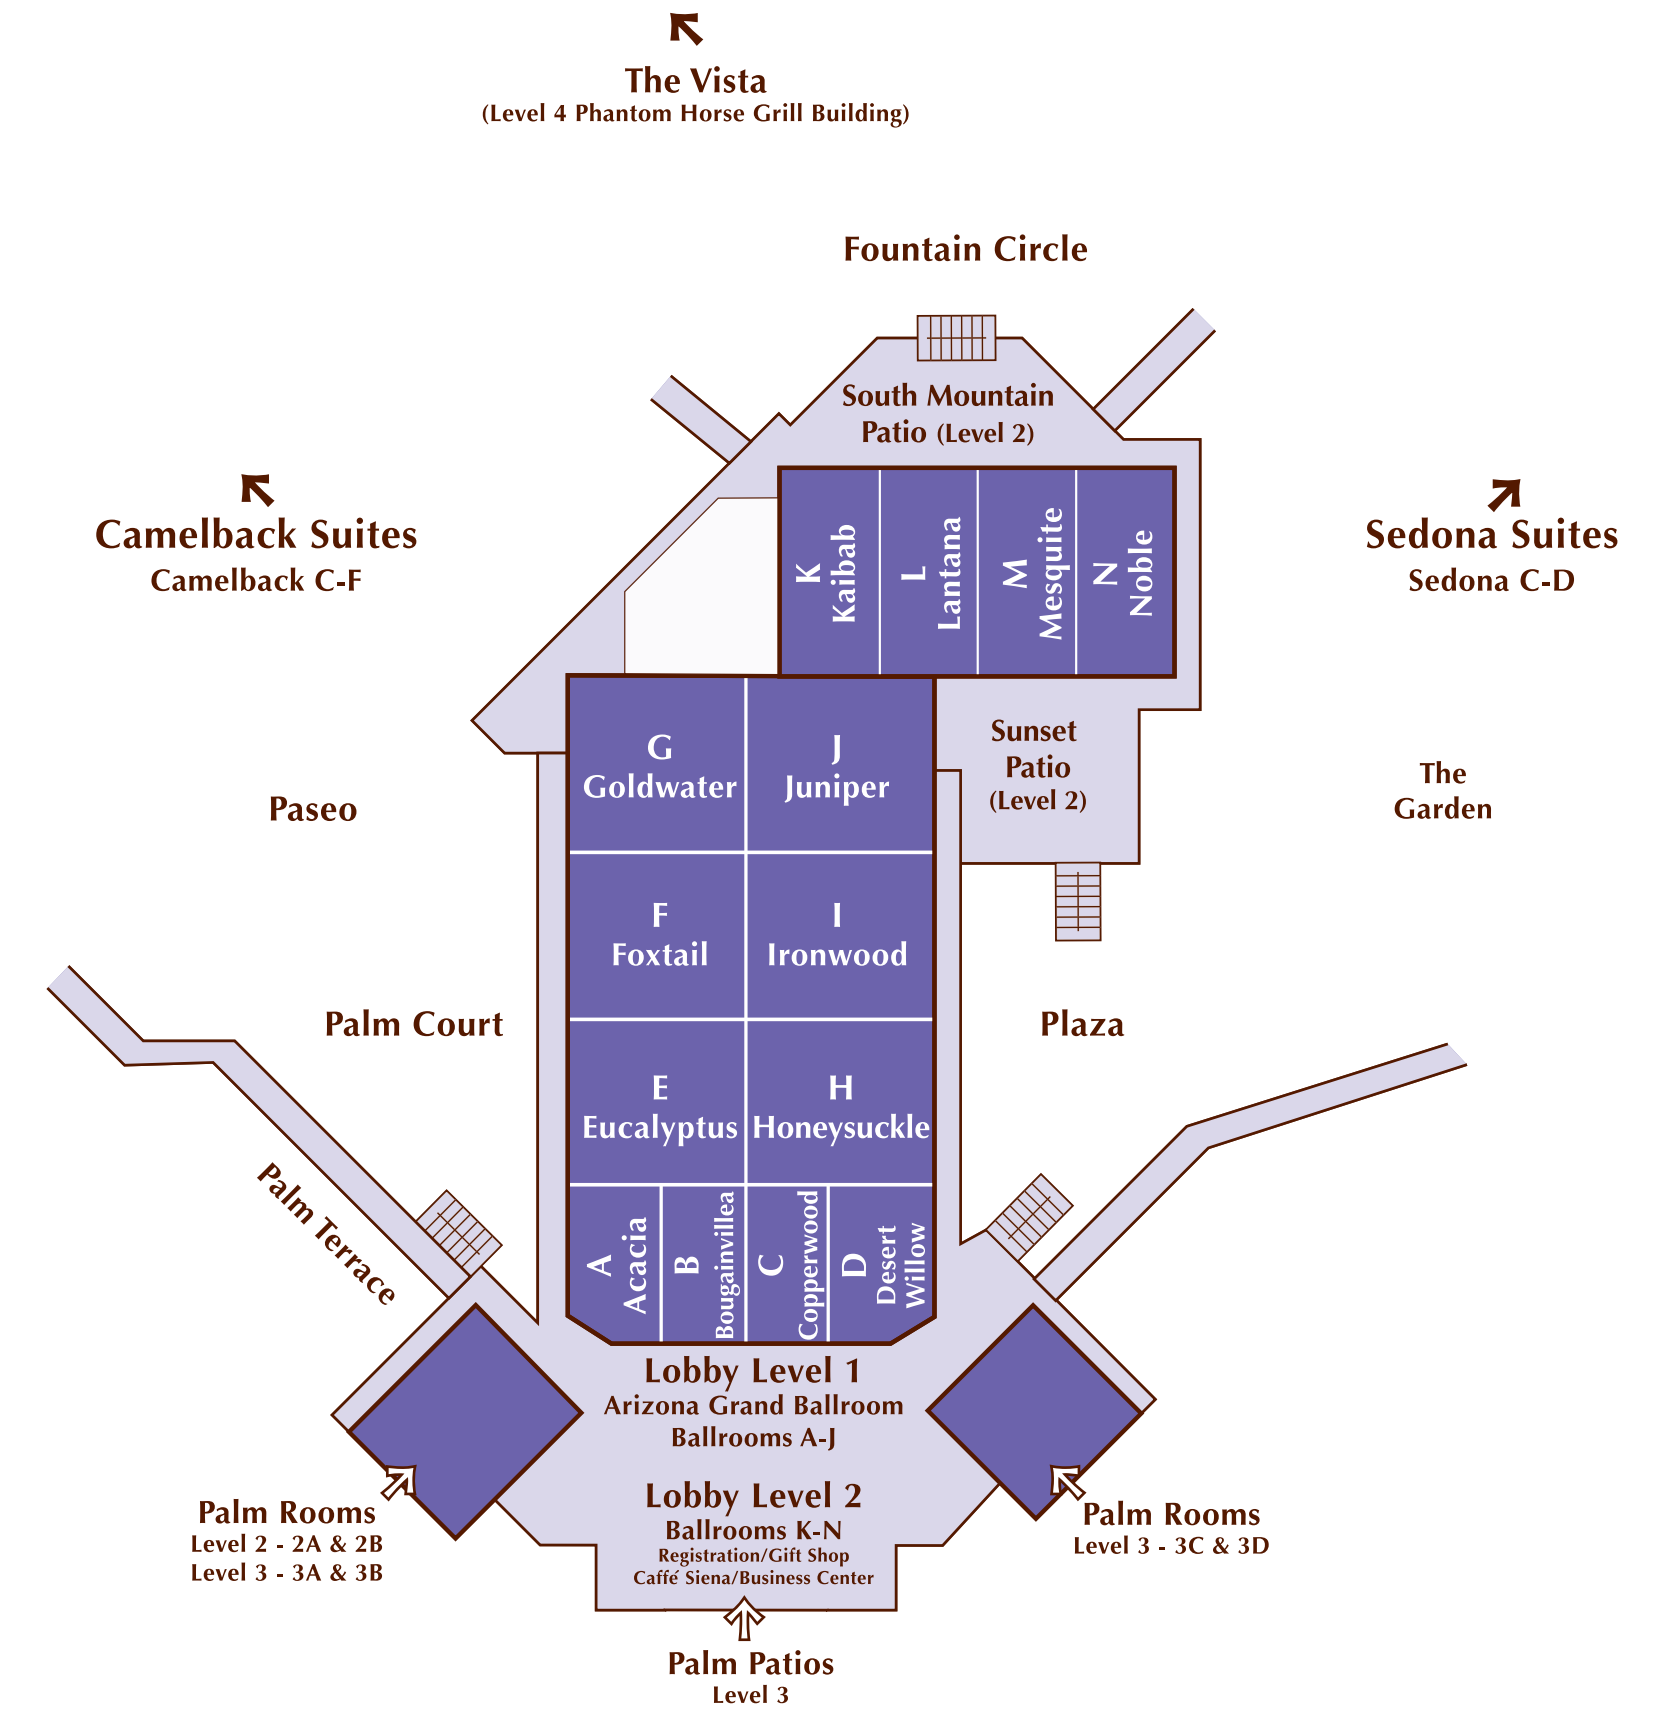 The Vista
(Level 4 Phantom Horse Grill Building)
Fountain Circle
South Mountain
Patio (Level 2)
Camelback Suites
Camelback C-F
Sedona Suites
Sedona C-D
K
Kaibab
L
Lantana
M
Mesquite
N
Noble
G
Goldwater
J
Juniper
Sunset
Patio
(Level 2)
The
Garden
Paseo
F
Foxtail
I
Ironwood
Palm Court
Plaza
E
Eucalyptus
H
Honeysuckle
Palm Terrace
A
Acacia
B
Bougainvillea
C
Copperwood
D
Desert
Willow
Lobby Level 1
Arizona Grand Ballroom
Ballrooms A-J
Lobby Level 2
Ballrooms K-N
Registration/Gift Shop
Caffé Siena/Business Center
Palm Rooms
Level 2 - 2A & 2B
Level 3 - 3A & 3B
Palm Rooms
Level 3 - 3C & 3D
Palm Patios
Level 3